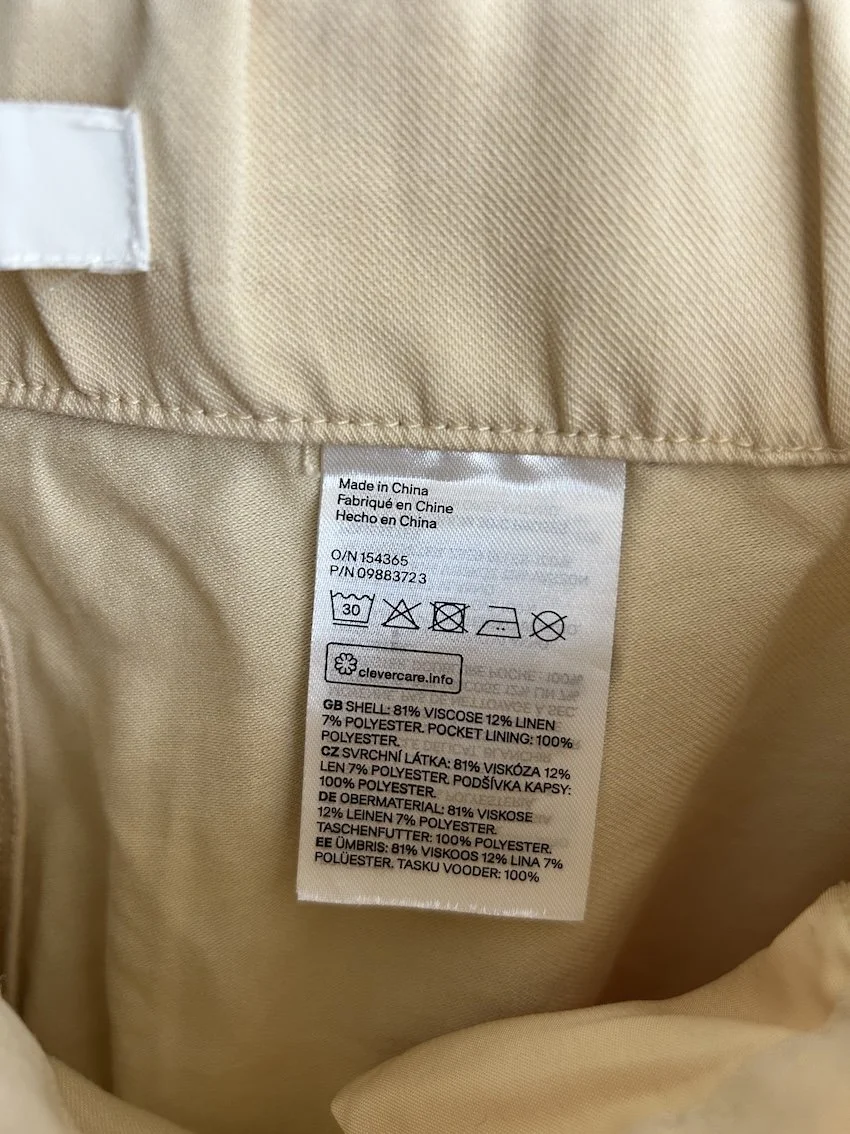 Made in China
Fabriqué en Chine
Hecho en China
O/N 154365
P/N 09883723
30
clevercare.info
GB SHELL: 81% VISCOSE 12% LINEN
7% POLYESTER. POCKET LINING: 100%
POLYESTER.
CZ SVRCHNÍ LÁTKA: 81% VISKÓZA 12%
LEN 7% POLYESTER. PODŠÍVKA KAPSY:
100% POLYESTER.
DE OBERMATERIAL: 81% VISKOSE
12% LEINEN 7% POLYESTER.
TASCHENFUTTER: 100% POLYESTER.
EE ÜMBRIS: 81% VISKOOS 12% LINA 7%
POLÜESTER. TASKU VOODER: 100%